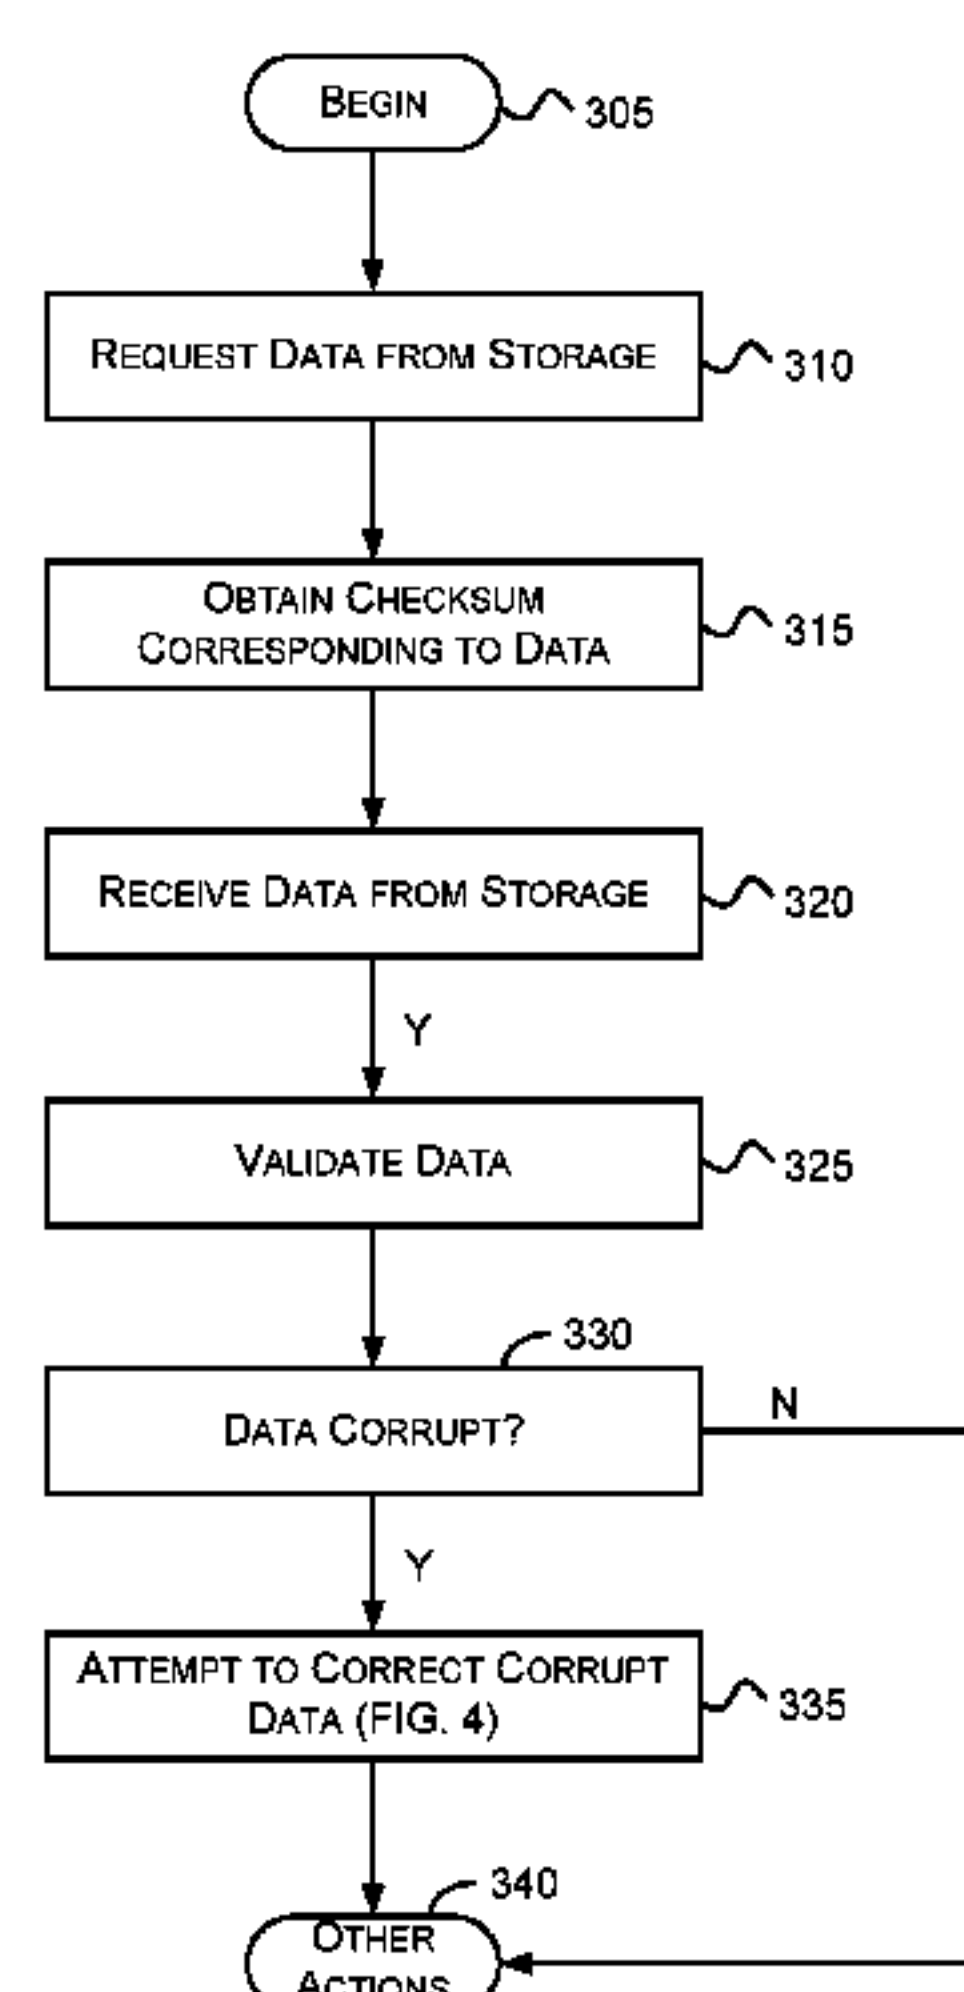 BEGIN
305
REQUEST DATA FROM STORAGE
310
OBTAIN CHECKSUM
CORRESPONDING TO DATA
315
RECEIVE DATA FROM STORAGE
320
Y
VALIDATE DATA
325
330
DATA CORRUPT?
N
Y
ATTEMPT TO CORRECT CORRUPT
DATA (FIG. 4)
335
340
OTHER
ACTIONS